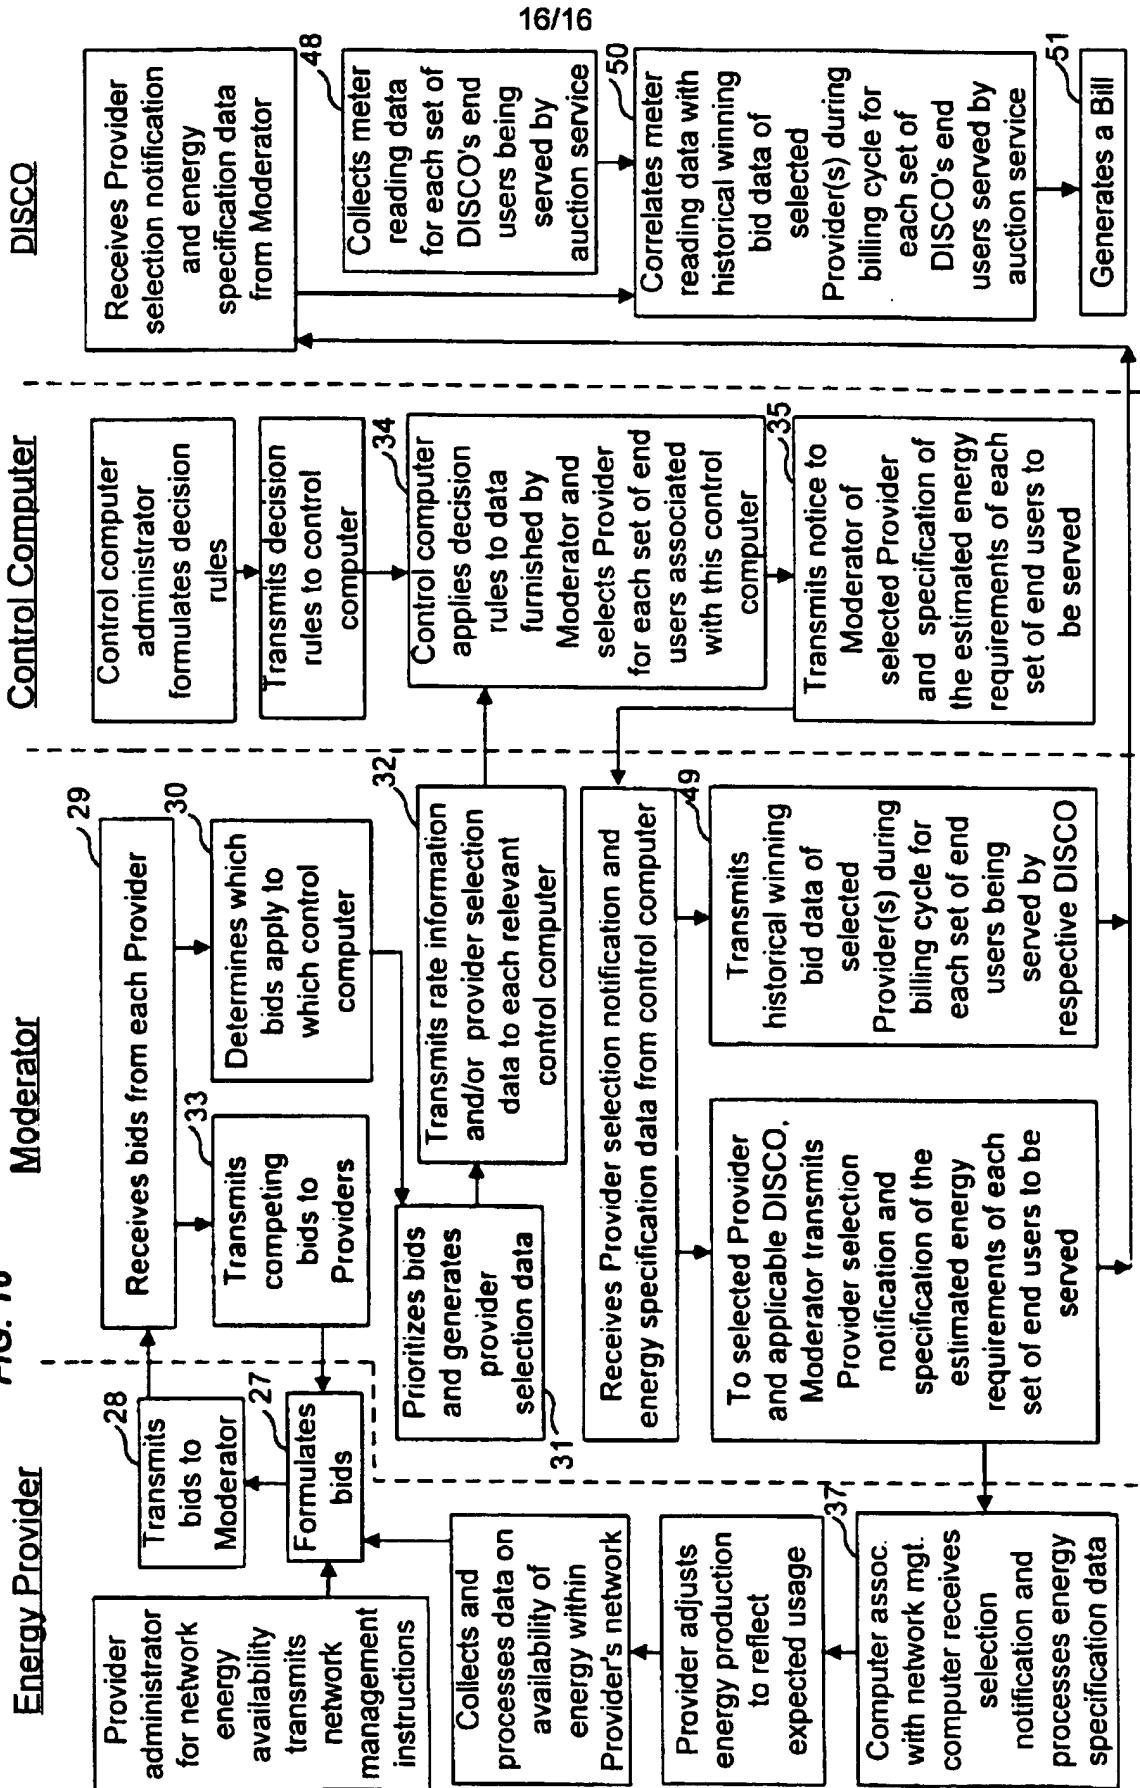 16/16
FIG. 16
Energy Provider
Provider
administrator
for network
energy
availability
transmits
network
management
instructions
28
Transmits
bids to
Moderator
27
Formulates
bids
Collects and
processes data on
availability of
energy within
Provider's network
Provider adjusts
energy production
to reflect
expected usage
37
Computer assoc.
with network mgt.
computer receives
selection
notification and
processes energy
specification data
Moderator
29
Receives bids from each Provider
33
Transmits
competing
bids to
Providers
30
Determines which
bids apply to
which control
computer
Prioritizes bids
and generates
provider
selection data
31
32
Transmits rate information
and/or provider selection
data to each relevant
control computer
Receives Provider selection notification and
energy specification data from control computer
To selected Provider
and applicable DISCO,
Moderator transmits
Provider selection
notification and
specification of the
estimated energy
requirements of each
set of end users to be
served
49
Transmits
historical winning
bid data of
selected
Provider(s) during
billing cycle for
each set of end
users being
served by
respective DISCO
Control Computer
Control computer
administrator
formulates decision
rules
Transmits decision
rules to control
computer
34
Control computer
applies decision
rules to data
furnished by
Moderator and
selects Provider
for each set of end
users associated
with this control
computer
35
Transmits notice to
Moderator of
selected Provider
and specification of
the estimated energy
requirements of each
set of end users to
be served
DISCO
Receives Provider
selection notification
and energy
specification data
from Moderator
48
Collects meter
reading data
for each set of
DISCO's end
users being
served by
auction service
50
Correlates meter
reading data with
historical winning
bid data of
selected
Provider(s) during
billing cycle for
each set of
DISCO's end
users served by
auction service
51
Generates a Bill